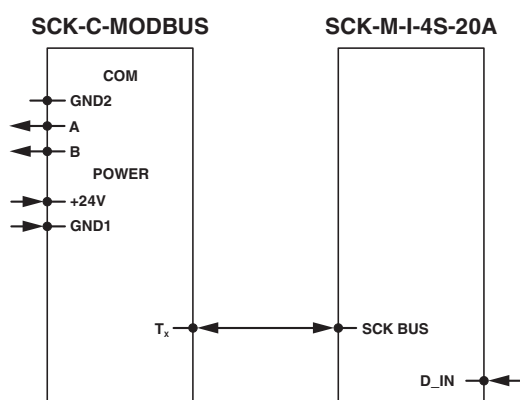 SCK-C-MODBUS
SCK-M-I-4S-20A
COM
GND2
A
B
POWER
+24V
GND1
Tx
SCK BUS
D_IN